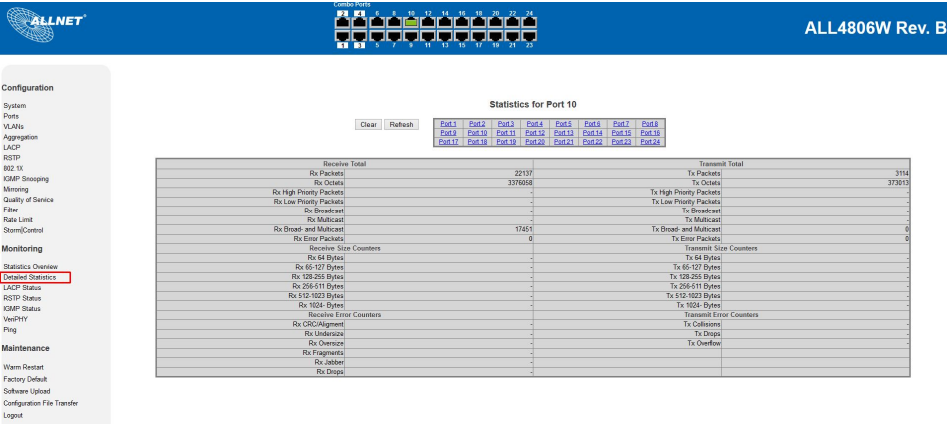 ALLNET®
Combo Ports
2 4 6 8 10 12 14 16 18 20 22 24
1 3 5 7 9 11 13 15 17 19 21 23
ALL4806W Rev. B
Configuration
System
Ports
VLANs
Aggregation
LACP
RSTP
802.1X
IGMP Snooping
Mirroring
Quality of Service
Filter
Rate Limit
Storm|Control
Monitoring
Statistics Overview
Detailed Statistics
LACP Status
RSTP Status
IGMP Status
VeriPHY
Ping
Maintenance
Warm Restart
Factory Default
Software Upload
Configuration File Transfer
Logout
Statistics for Port 10
Clear Refresh
Port 1 Port 2 Port 3 Port 4 Port 5 Port 6 Port 7 Port 8
Port 9 Port 10 Port 11 Port 12 Port 13 Port 14 Port 15 Port 16
Port 17 Port 18 Port 19 Port 20 Port 21 Port 22 Port 23 Port 24
Receive Total Transmit Total
Rx Packets 22137 Tx Packets 3114
Rx Octets 3376058 Tx Octets 373013
Rx High Priority Packets - Tx High Priority Packets -
Rx Low Priority Packets - Tx Low Priority Packets -
Rx Broadcast - Tx Broadcast -
Rx Multicast - Tx Multicast -
Rx Broad- and Multicast 17451 Tx Broad- and Multicast 0
Rx Error Packets 0 Tx Error Packets 0
Receive Size Counters Transmit Size Counters
Rx 64 Bytes - Tx 64 Bytes -
Rx 65-127 Bytes - Tx 65-127 Bytes -
Rx 128-255 Bytes - Tx 128-255 Bytes -
Rx 256-511 Bytes - Tx 256-511 Bytes -
Rx 512-1023 Bytes - Tx 512-1023 Bytes -
Rx 1024- Bytes - Tx 1024- Bytes -
Receive Error Counters Transmit Error Counters
Rx CRC/Aligment - Tx Collisions -
Rx Undersize - Tx Drops -
Rx Oversize - Tx Overflow -
Rx Fragments -
Rx Jabber -
Rx Drops -